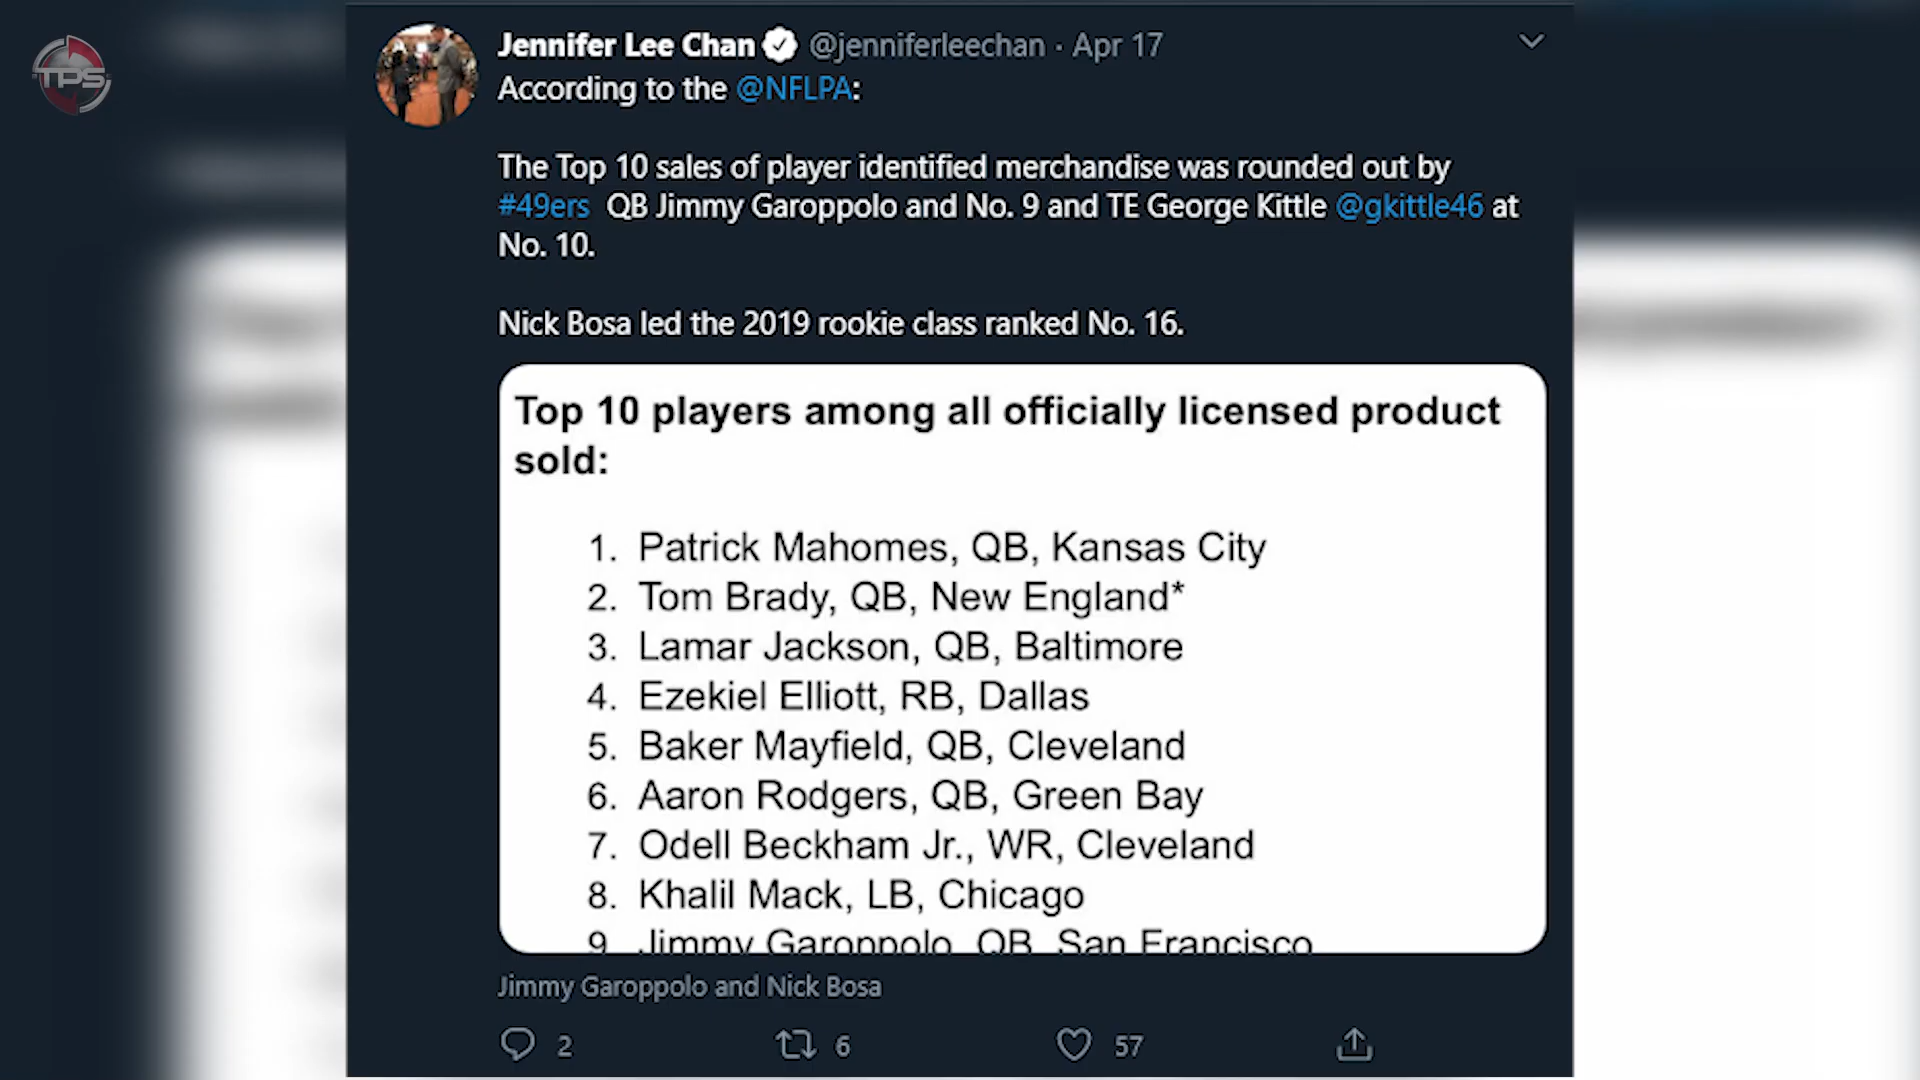 TPS
Jennifer Lee Chan @jenniferleechan · Apr 17
According to the @NFLPA:
The Top 10 sales of player identified merchandise was rounded out by
#49ers QB Jimmy Garoppolo and No. 9 and TE George Kittle @gkittle46 at
No. 10.
Nick Bosa led the 2019 rookie class ranked No. 16.
Top 10 players among all officially licensed product
sold:
1. Patrick Mahomes, QB, Kansas City
2. Tom Brady, QB, New England*
3. Lamar Jackson, QB, Baltimore
4. Ezekiel Elliott, RB, Dallas
5. Baker Mayfield, QB, Cleveland
6. Aaron Rodgers, QB, Green Bay
7. Odell Beckham Jr., WR, Cleveland
8. Khalil Mack, LB, Chicago
9. Jimmy Garoppolo, QB, San Francisco
Jimmy Garoppolo and Nick Bosa
2 6 57